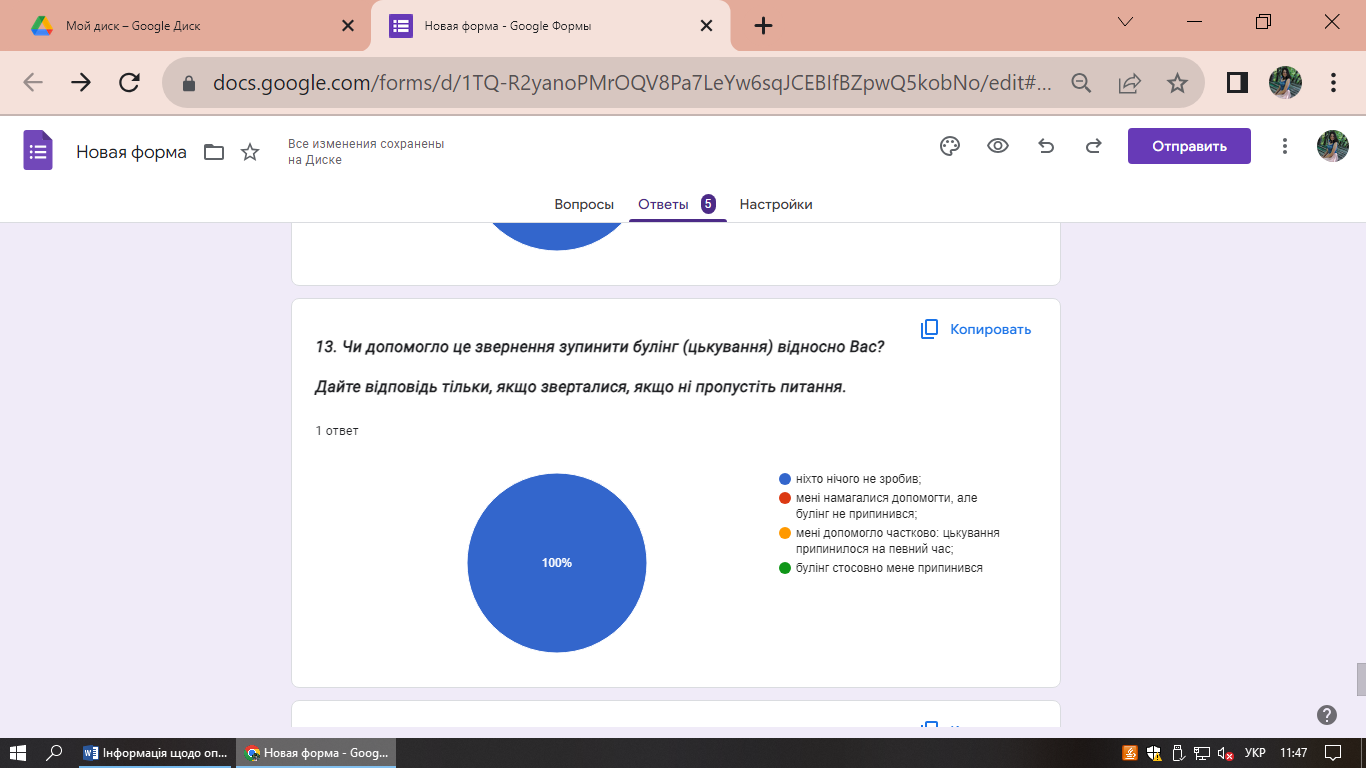 Мой диск – Google Диск
Новая форма - Google Формы
docs.google.com/forms/d/1TQ-R2yanoPMrOQV8Pa7LeYw6sqJCEBIfBZpwQ5kobNo/edit#...
Новая форма
Все изменения сохранены
на Диске
Отправить
Вопросы
Ответы 5
Настройки
Копировать
13. Чи допомогло це звернення зупинити булінг (цькування) відносно Вас?
Дайте відповідь тільки, якщо зверталися, якщо ні пропустіть питання.
1 ответ
100%
ніхто нічого не зробив;
мені намагалися допомогти, але
булінг не припинився;
мені допомогло частково: цькування
припинилося на певний час;
булінг стосовно мене припинився
Інформація щодо оп...
Новая форма - Goog...
УКР
11:47